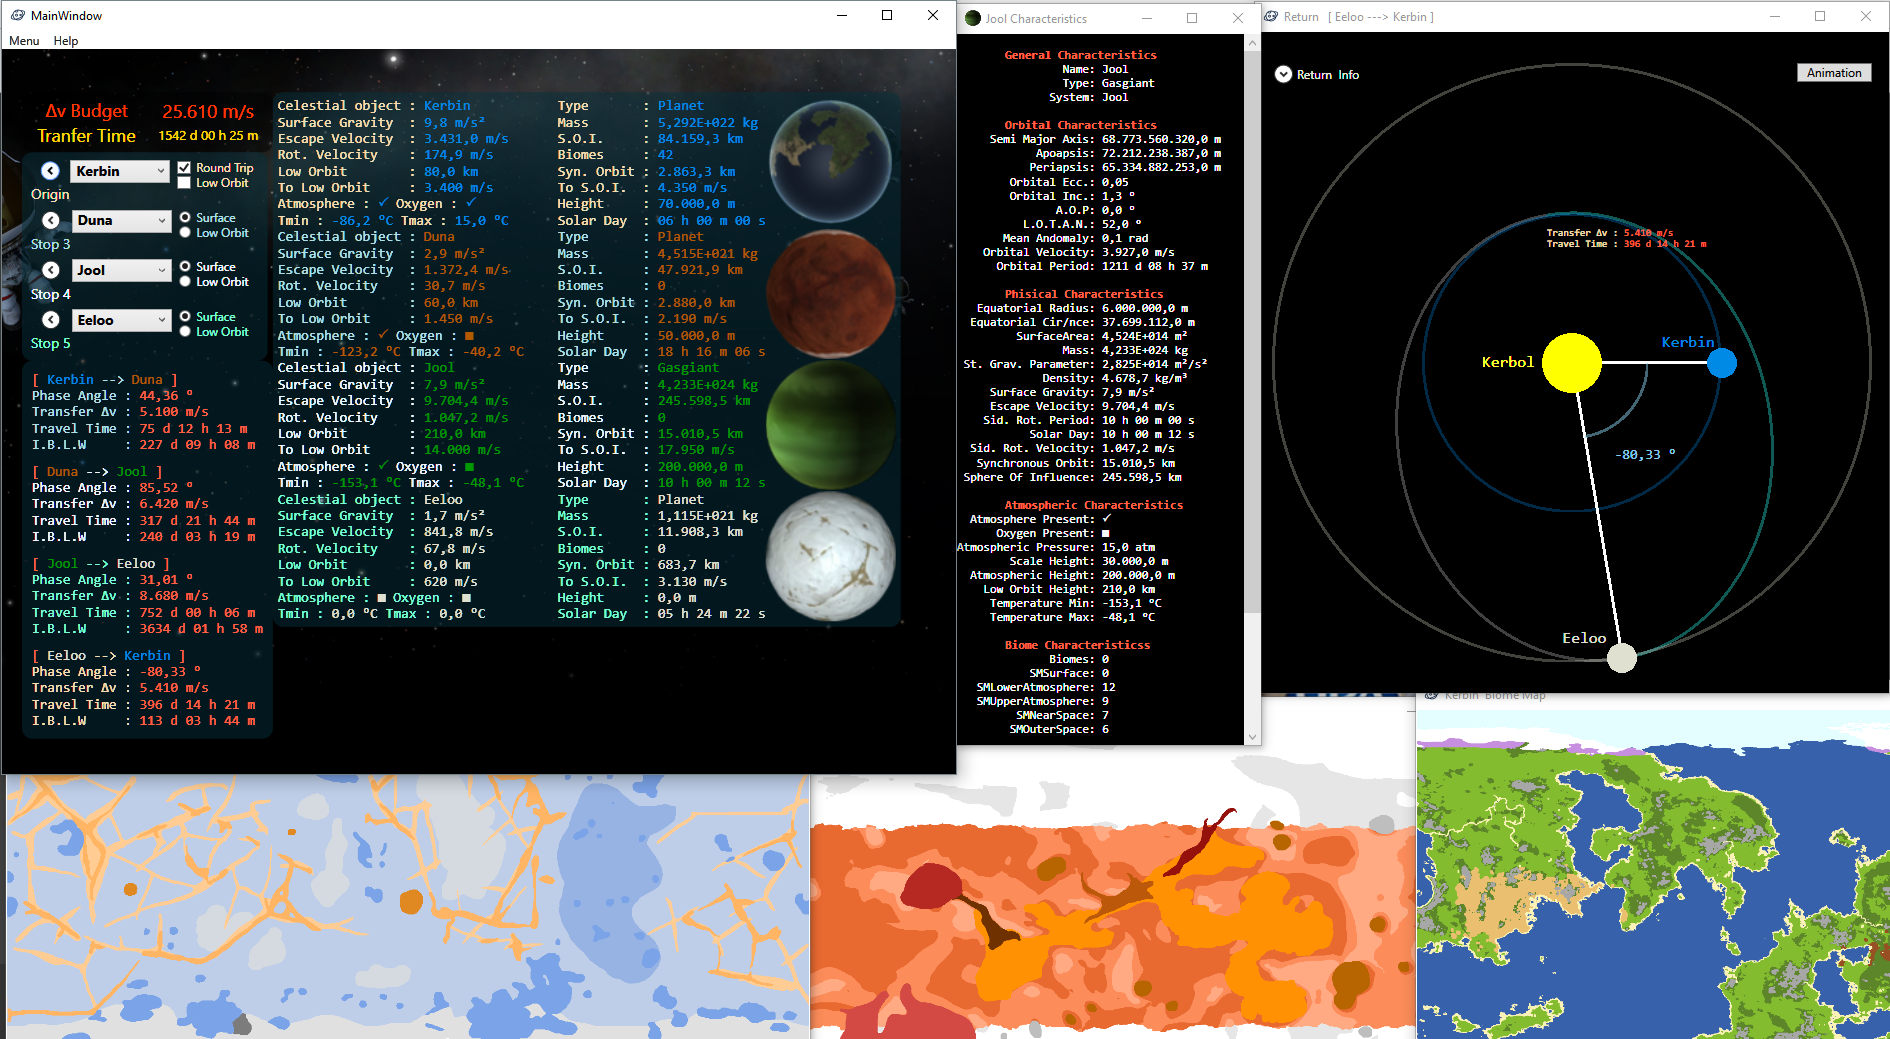 MainWindow
Menu Help
Δv Budget 25.610 m/s
Tranfer Time 1542 d 00 h 25 m
Kerbin
Round Trip
Low Orbit
Origin
Duna
Surface
Low Orbit
Stop 3
Jool
Surface
Low Orbit
Stop 4
Eeloo
Surface
Low Orbit
Stop 5
[ Kerbin --> Duna ]
Phase Angle : 44,36 º
Transfer Δv : 5.100 m/s
Travel Time : 75 d 12 h 13 m
I.B.L.W : 227 d 09 h 08 m
[ Duna --> Jool ]
Phase Angle : 85,52 º
Transfer Δv : 6.420 m/s
Travel Time : 317 d 21 h 44 m
I.B.L.W : 240 d 03 h 19 m
[ Jool --> Eeloo ]
Phase Angle : 31,01 º
Transfer Δv : 8.680 m/s
Travel Time : 752 d 00 h 06 m
I.B.L.W : 3634 d 01 h 58 m
[ Eeloo --> Kerbin ]
Phase Angle : -80,33 º
Transfer Δv : 5.410 m/s
Travel Time : 396 d 14 h 21 m
I.B.L.W : 113 d 03 h 44 m
Celestial object : Kerbin Type : Planet
Surface Gravity : 9,8 m/s² Mass : 5,292E+022 kg
Escape Velocity : 3.431,0 m/s S.O.I. : 84.159,3 km
Rot. Velocity : 174,9 m/s Biomes : 42
Low Orbit : 80,0 km Syn. Orbit : 2.863,3 km
To Low Orbit : 3.400 m/s To S.O.I. : 4.350 m/s
Atmosphere : ✓ Oxygen : ✓ Height : 70.000,0 m
Tmin : -86,2 ºC Tmax : 15,0 ºC Solar Day : 06 h 00 m 00 s
Celestial object : Duna Type : Planet
Surface Gravity : 2,9 m/s² Mass : 4,515E+021 kg
Escape Velocity : 1.372,4 m/s S.O.I. : 47.921,9 km
Rot. Velocity : 30,7 m/s Biomes : 0
Low Orbit : 60,0 km Syn. Orbit : 2.880,0 km
To Low Orbit : 1.450 m/s To S.O.I. : 2.190 m/s
Atmosphere : ✓ Oxygen : ■ Height : 50.000,0 m
Tmin : -123,2 ºC Tmax : -40,2 ºC Solar Day : 18 h 16 m 06 s
Celestial object : Jool Type : Gasgiant
Surface Gravity : 7,9 m/s² Mass : 4,233E+024 kg
Escape Velocity : 9.704,4 m/s S.O.I. : 245.598,5 km
Rot. Velocity : 1.047,2 m/s Biomes : 0
Low Orbit : 210,0 km Syn. Orbit : 15.010,5 km
To Low Orbit : 14.000 m/s To S.O.I. : 17.950 m/s
Atmosphere : ✓ Oxygen : ■ Height : 200.000,0 m
Tmin : -153,1 ºC Tmax : -48,1 ºC Solar Day : 10 h 00 m 12 s
Celestial object : Eeloo Type : Planet
Surface Gravity : 1,7 m/s² Mass : 1,115E+021 kg
Escape Velocity : 841,8 m/s S.O.I. : 11.908,3 km
Rot. Velocity : 67,8 m/s Biomes : 0
Low Orbit : 0,0 km Syn. Orbit : 683,7 km
To Low Orbit : 620 m/s To S.O.I. : 3.130 m/s
Atmosphere : ■ Oxygen : ■ Height : 0,0 m
Tmin : 0,0 ºC Tmax : 0,0 ºC Solar Day : 05 h 24 m 22 s
Jool Characteristics
General Characteristics
Name: Jool
Type: Gasgiant
System: Jool
Orbital Characteristics
Semi Major Axis: 68.773.560.320,0 m
Apoapsis: 72.212.238.387,0 m
Periapsis: 65.334.882.253,0 m
Orbital Ecc.: 0,05
Orbital Inc.: 1,3 º
A.O.P: 0,0 º
L.O.T.A.N.: 52,0 º
Mean Andomaly: 0,1 rad
Orbital Velocity: 3.927,0 m/s
Orbital Period: 1211 d 08 h 37 m
Phisical Characteristics
Equatorial Radius: 6.000.000,0 m
Equatorial Cir/nce: 37.699.112,0 m
SurfaceArea: 4,524E+014 m²
Mass: 4,233E+024 kg
St. Grav. Parameter: 2,825E+014 m³/s²
Density: 4.678,7 kg/m³
Surface Gravity: 7,9 m/s²
Escape Velocity: 9.704,4 m/s
Sid. Rot. Period: 10 h 00 m 00 s
Solar Day: 10 h 00 m 12 s
Sid. Rot. Velocity: 1.047,2 m/s
Synchronous Orbit: 15.010,5 km
Sphere Of Influence: 245.598,5 km
Atmospheric Characteristics
Atmosphere Present: ✓
Oxygen Present: ■
Atmospheric Pressure: 15,0 atm
Scale Height: 30.000,0 m
Atmospheric Height: 200.000,0 m
Low Orbit Height: 210,0 km
Temperature Min: -153,1 ºC
Temperature Max: -48,1 ºC
Biome Characteristicss
Biomes: 0
SMSurface: 0
SMLowerAtmosphere: 12
SMUpperAtmosphere: 9
SMNearSpace: 7
SMOuterSpace: 6
Return [ Eeloo ---> Kerbin ]
Return Info
Animation
Transfer Δv : 5.410 m/s
Travel Time : 396 d 14 h 21 m
Kerbin
Kerbol
-80,33 º
Eeloo
Kerbin Biome Map